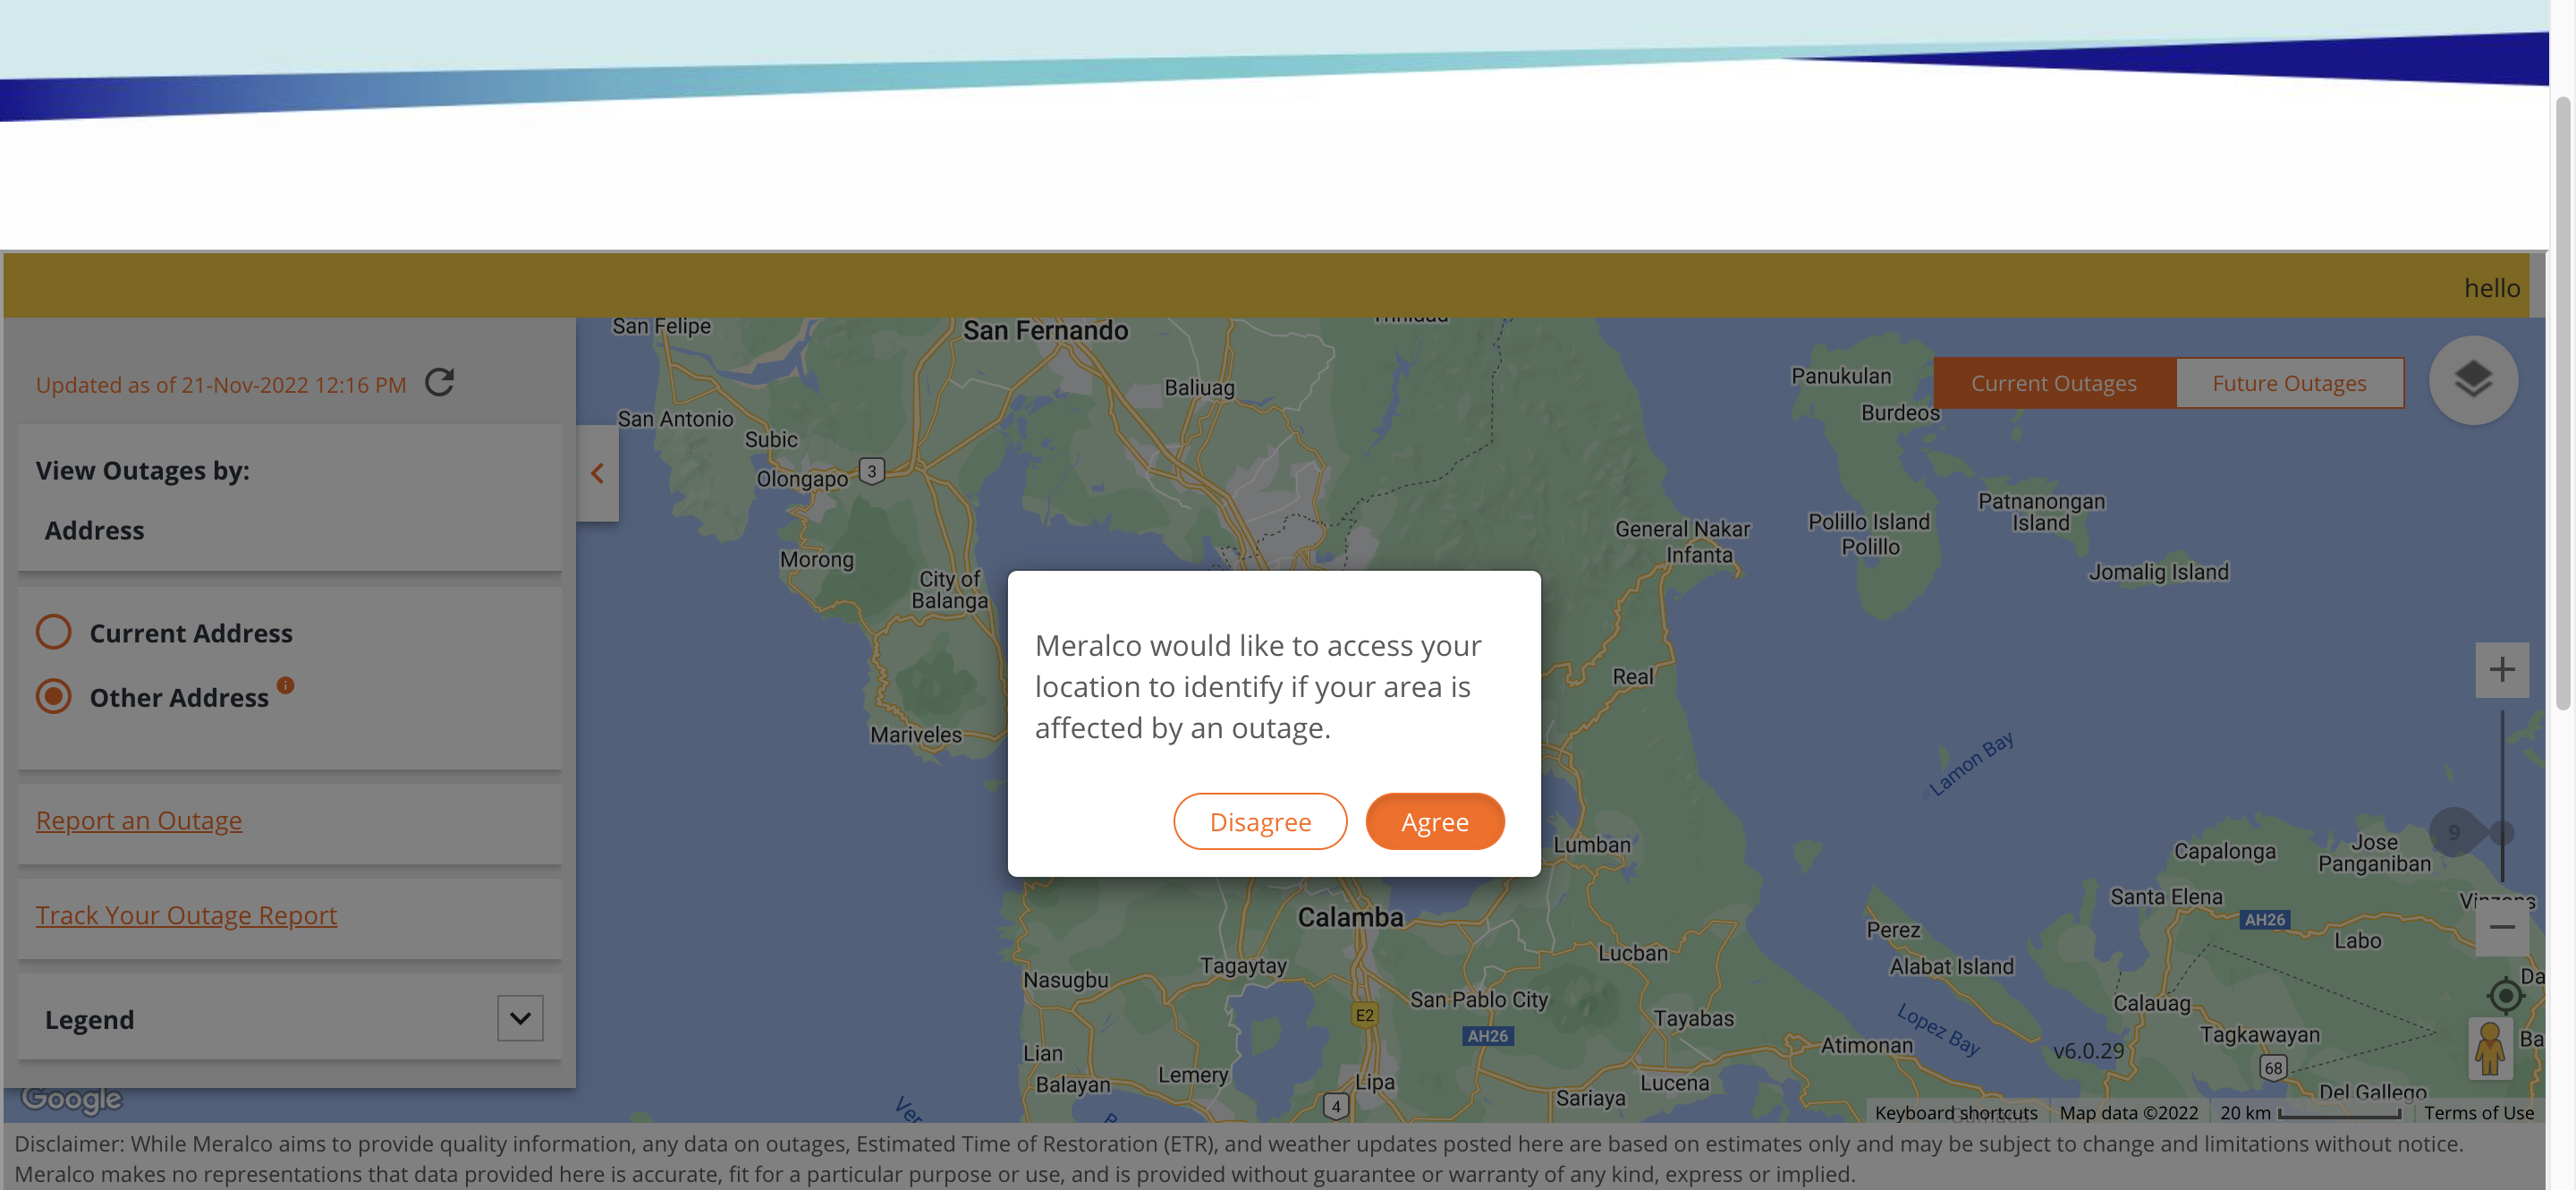 hello
Updated as of 21-Nov-2022 12:16 PM
View Outages by:
Address
Current Address
Other Address
Report an Outage
Track Your Outage Report
Legend
Current Outages
Future Outages
Meralco would like to access your
location to identify if your area is
affected by an outage.
Disagree
Agree
San Felipe
San Fernando
Trinidad
Baliuag
San Antonio
Subic
Olongapo
3
Morong
City of
Balanga
Mariveles
Panukulan
Burdeos
Patnanongan
Island
Polillo Island
Polillo
Jomalig Island
General Nakar
Infanta
Real
Lamon Bay
9
Lumban
Calamba
Capalonga
Jose
Panganiban
Santa Elena
Vinzons
AH26
Labo
Perez
Lucban
Alabat Island
Tagaytay
Nasugbu
San Pablo City
Da
Calauag
E2
Tayabas
Lopez Bay
AH26
Tagkawayan
Ba
Atimonan
v6.0.29
Lian
68
Balayan
Lemery
Lipa
Lucena
Del Gallego
Sariaya
4
Ver
Google
Keyboard shortcuts
Map data ©2022
20 km
Terms of Use
Disclaimer: While Meralco aims to provide quality information, any data on outages, Estimated Time of Restoration (ETR), and weather updates posted here are based on estimates only and may be subject to change and limitations without notice.
Meralco makes no representations that data provided here is accurate, fit for a particular purpose or use, and is provided without guarantee or warranty of any kind, express or implied.